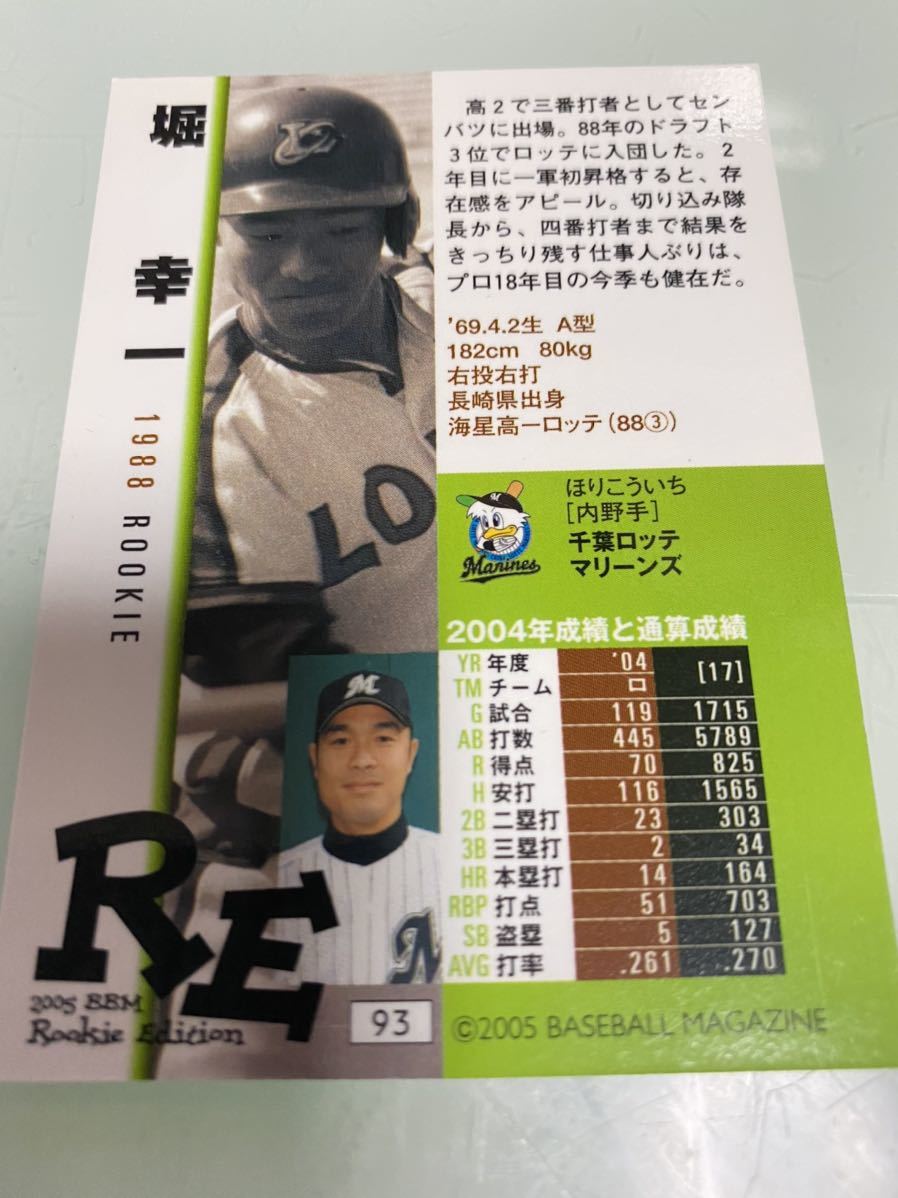 堀 幸一
1988 ROOKIE
高2で三番打者としてセン
バツに出場。88年のドラフト
3位でロッテに入団した。2
年目に一軍初昇格すると、存
在感をアピール。切り込み隊
長から、四番打者まで結果を
きっちり残す仕事人ぶりは、
プロ18年目の今季も健在だ。
'69.4.2生 A型
182cm 80kg
右投右打
長崎県出身
海星高ーロッテ(88③)
LO
M
Marines
ほりこういち
[内野手]
千葉ロッテ
マリーンズ
2004年成績と通算成績
YR 年度 '04 [17]
TM チーム ロ
G 試合 119 1715
AB 打数 445 5789
R 得点 70 825
H 安打 116 1565
2B 二塁打 23 303
3B 三塁打 2 34
HR 本塁打 14 164
RBP 打点 51 703
SB 盗塁 5 127
AVG 打率 .261 .270
M
M
RE
2005 BBM
Rookie Edition
93
©2005 BASEBALL MAGAZINE